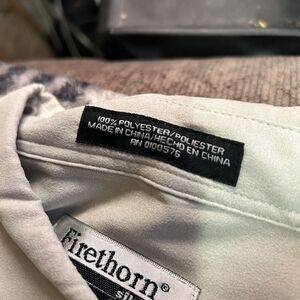 100% POLYESTER/POLIESTER
MADE IN CHINA/HECHO EN CHINA
RN 0100576
Firethorn®